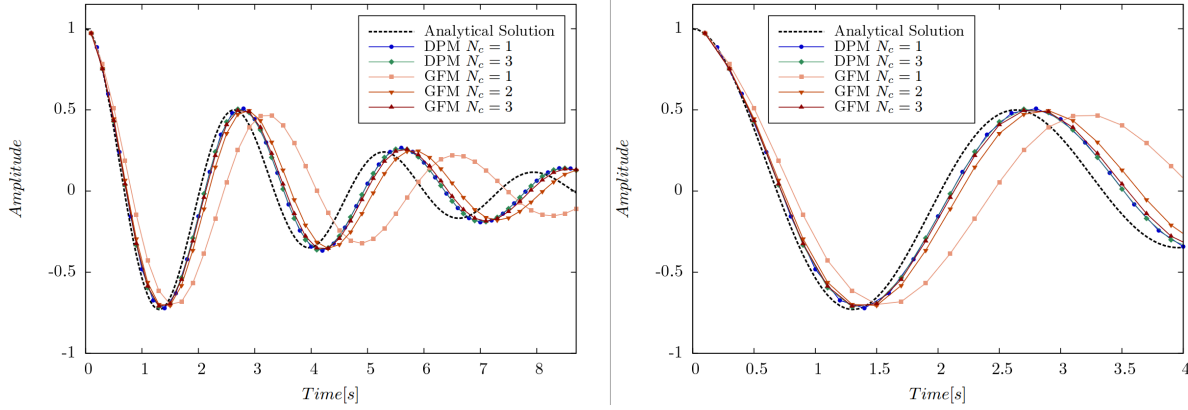 Analytical Solution
DPM N_c = 1
DPM N_c = 3
GFM N_c = 1
GFM N_c = 2
GFM N_c = 3
1
0.5
0
-0.5
-1
Amplitude
0 1 2 3 4 5 6 7 8
Time[s]
Analytical Solution
DPM N_c = 1
DPM N_c = 3
GFM N_c = 1
GFM N_c = 2
GFM N_c = 3
1
0.5
0
-0.5
-1
Amplitude
0 0.5 1 1.5 2 2.5 3 3.5 4
Time[s]